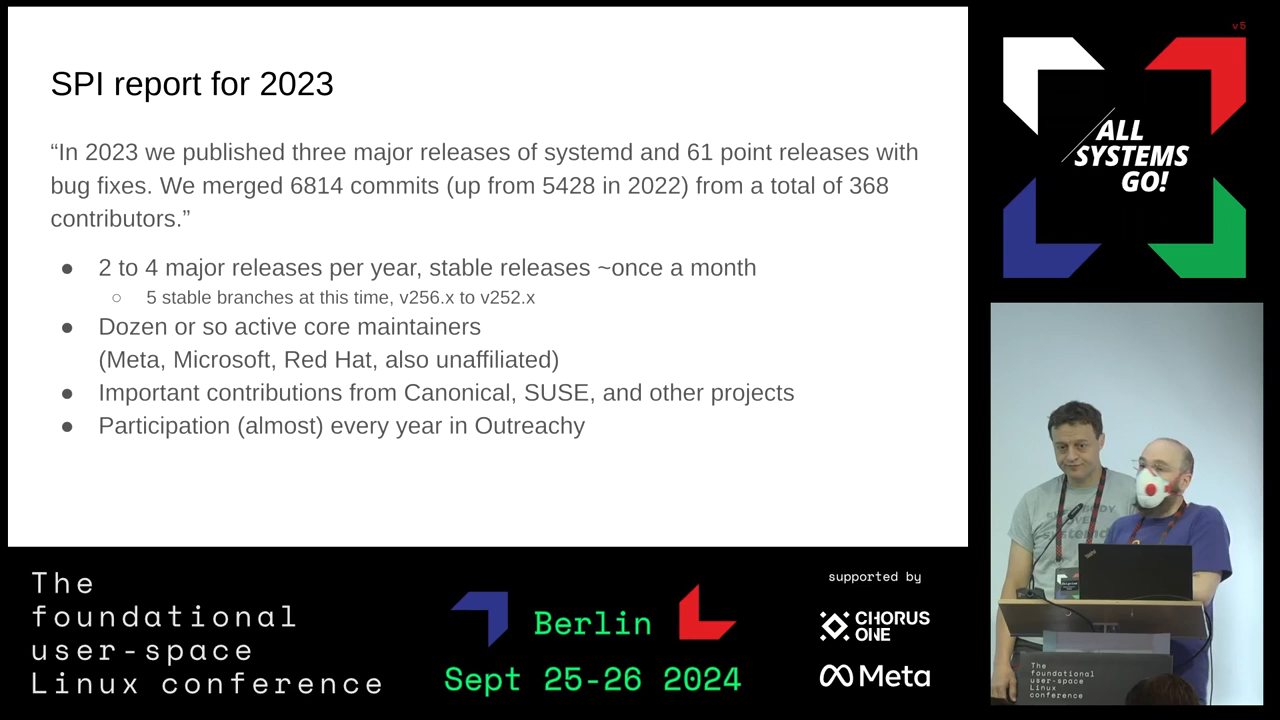 SPI report for 2023
“In 2023 we published three major releases of systemd and 61 point releases with
bug fixes. We merged 6814 commits (up from 5428 in 2022) from a total of 368
contributors.”
● 2 to 4 major releases per year, stable releases ~once a month
○ 5 stable branches at this time, v256.x to v252.x
● Dozen or so active core maintainers
(Meta, Microsoft, Red Hat, also unaffiliated)
● Important contributions from Canonical, SUSE, and other projects
● Participation (almost) every year in Outreachy
v5
ALL
SYSTEMS
GO!
The
foundational
user-space
Linux conference
Berlin
Sept 25-26 2024
supported by
CHORUS
ONE
Meta
The
foundational
user-space
Linux
conference